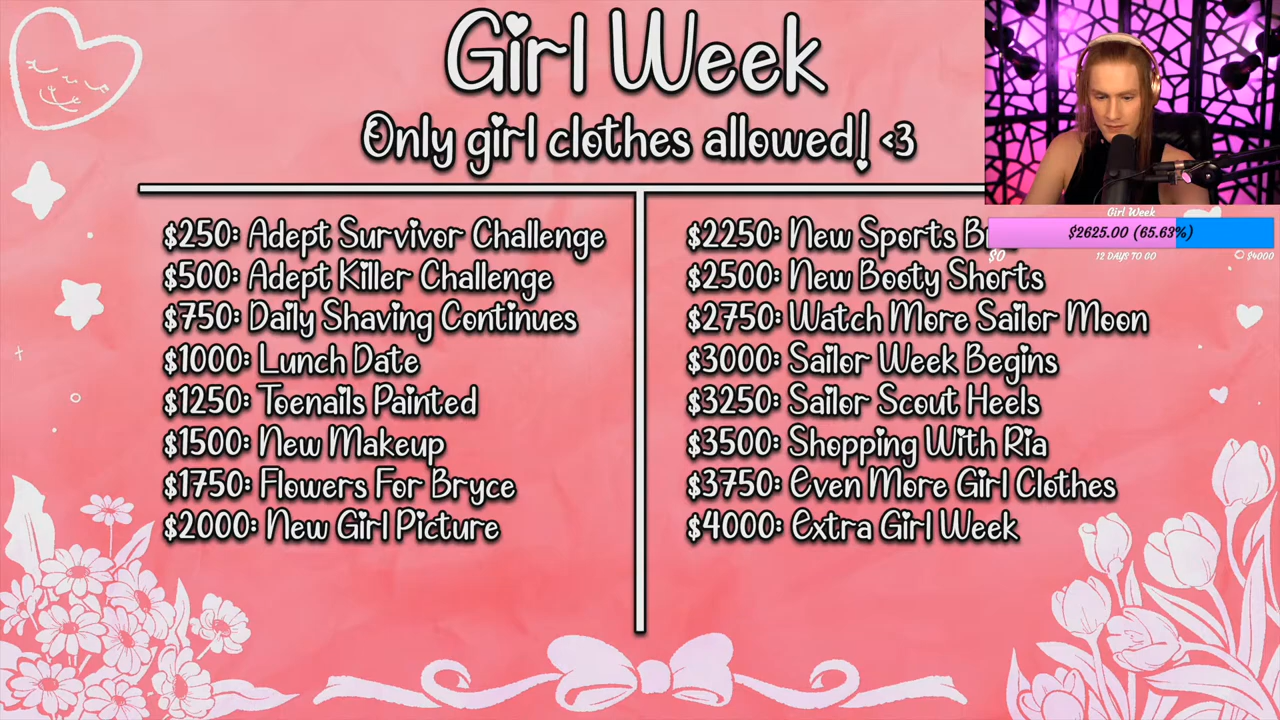 Girl Week
Only girl clothes allowed! <3
$250: Adept Survivor Challenge
$500: Adept Killer Challenge
$750: Daily Shaving Continues
$1000: Lunch Date
$1250: Toenails Painted
$1500: New Makeup
$1750: Flowers For Bryce
$2000: New Girl Picture
$2250: New Sports
$2500: New Booty Shorts
$2750: Watch More Sailor Moon
$3000: Sailor Week Begins
$3250: Sailor Scout Heels
$3500: Shopping With Ria
$3750: Even More Girl Clothes
$4000: Extra Girl Week
Girl Week
$2625.00 (65.63%)
$0 12 DAYS TO GO $4000